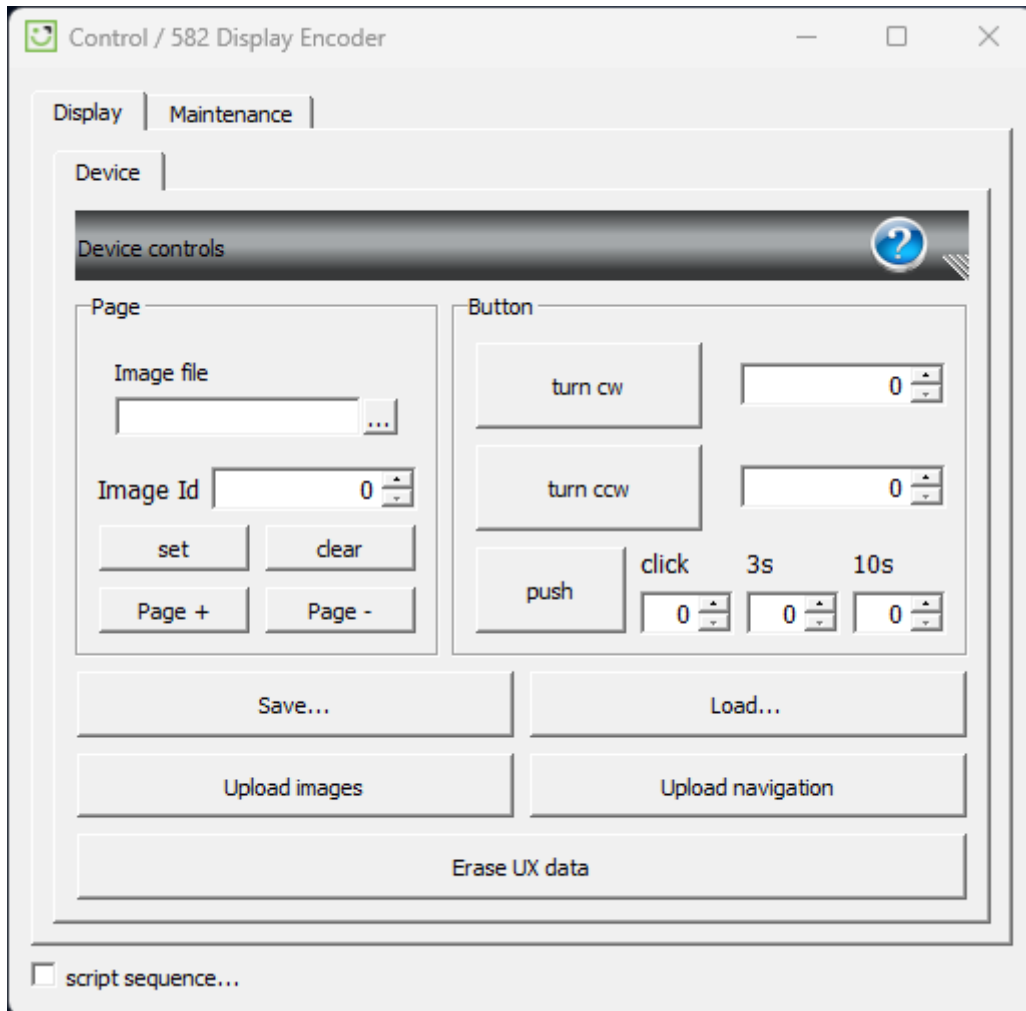 Control / 582 Display Encoder
Display
Maintenance
Device
Device controls
?
Page
Image file
...
Image Id
0
set
clear
Page +
Page -
Button
turn cw
0
turn ccw
0
push
click
3s
10s
0
0
0
Save...
Load...
Upload images
Upload navigation
Erase UX data
script sequence...